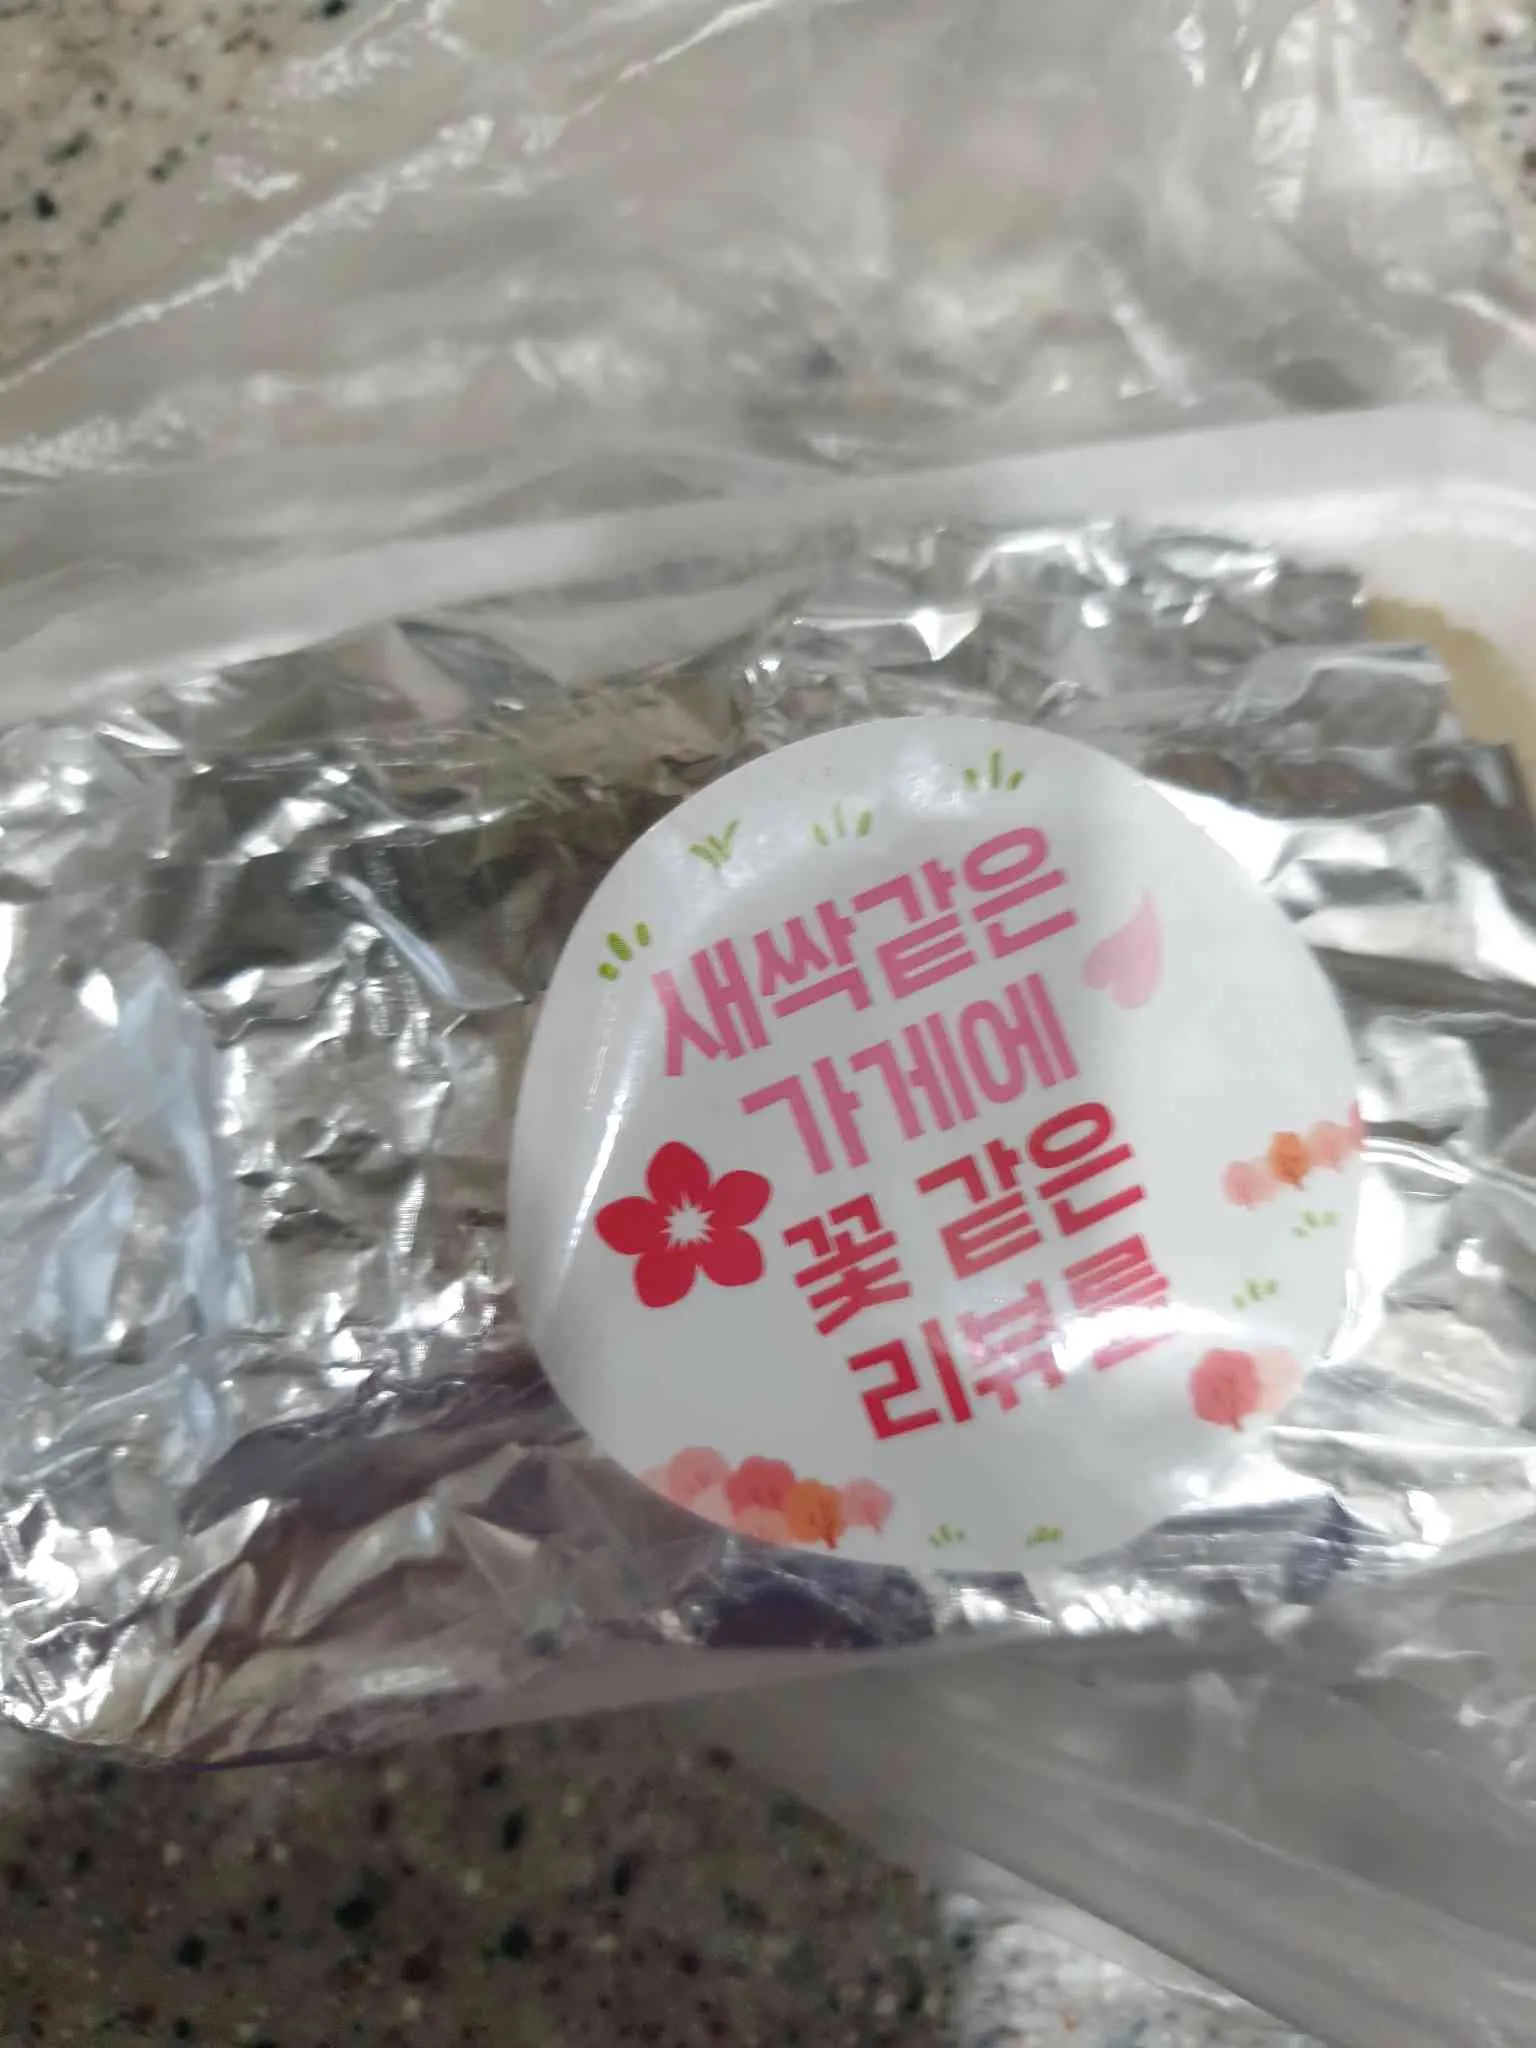 새싹같은
가게에
꽃 같은
리뷰를